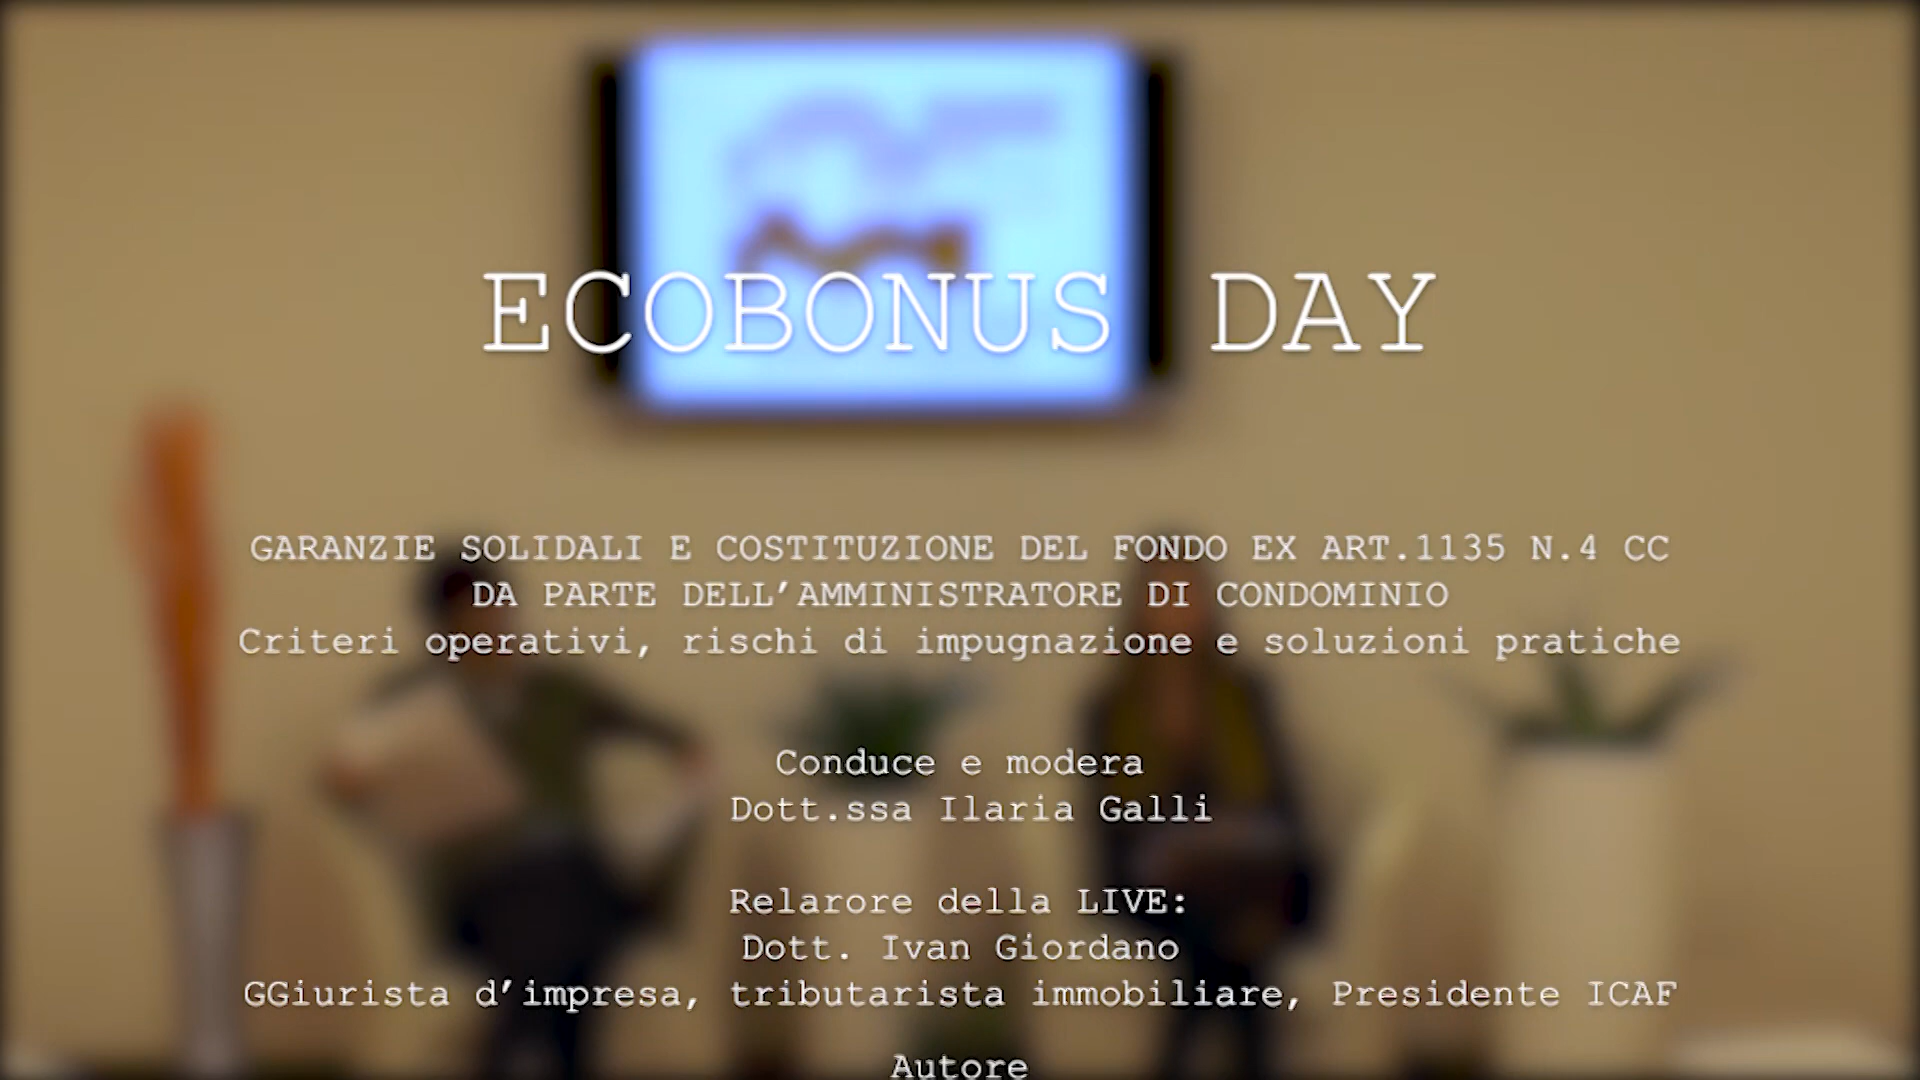 ECOBONUS DAY
GARANZIE SOLIDALI E COSTITUZIONE DEL FONDO EX ART.1135 N.4 CC
DA PARTE DELL’AMMINISTRATORE DI CONDOMINIO
Criteri operativi, rischi di impugnazione e soluzioni pratiche
Conduce e modera
Dott.ssa Ilaria Galli
Relarore della LIVE:
Dott. Ivan Giordano
GGiurista d’impresa, tributarista immobiliare, Presidente ICAF
Autore